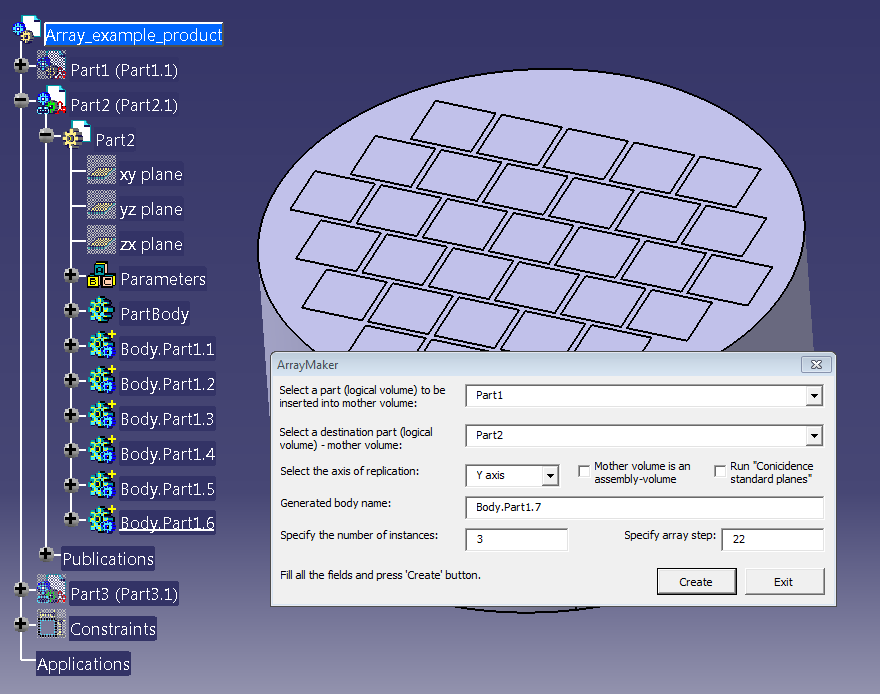 Array_example_product
Part1 (Part1.1)
Part2 (Part2.1)
Part2
xy plane
yz plane
zx plane
Parameters
PartBody
Body.Part1.1
Body.Part1.2
Body.Part1.3
Body.Part1.4
Body.Part1.5
Body.Part1.6
Publications
Part3 (Part3.1)
Constraints
Applications
ArrayMaker
Select a part (logical volume) to be
inserted into mother volume:
Part1
Select a destination part (logical
volume) - mother volume:
Part2
Select the axis of replication:
Y axis
Mother volume is an
assembly-volume
Run "Conicidence
standard planes"
Generated body name:
Body.Part1.7
Specify the number of instances:
3
Specify array step:
22
Fill all the fields and press 'Create' button.
Create
Exit